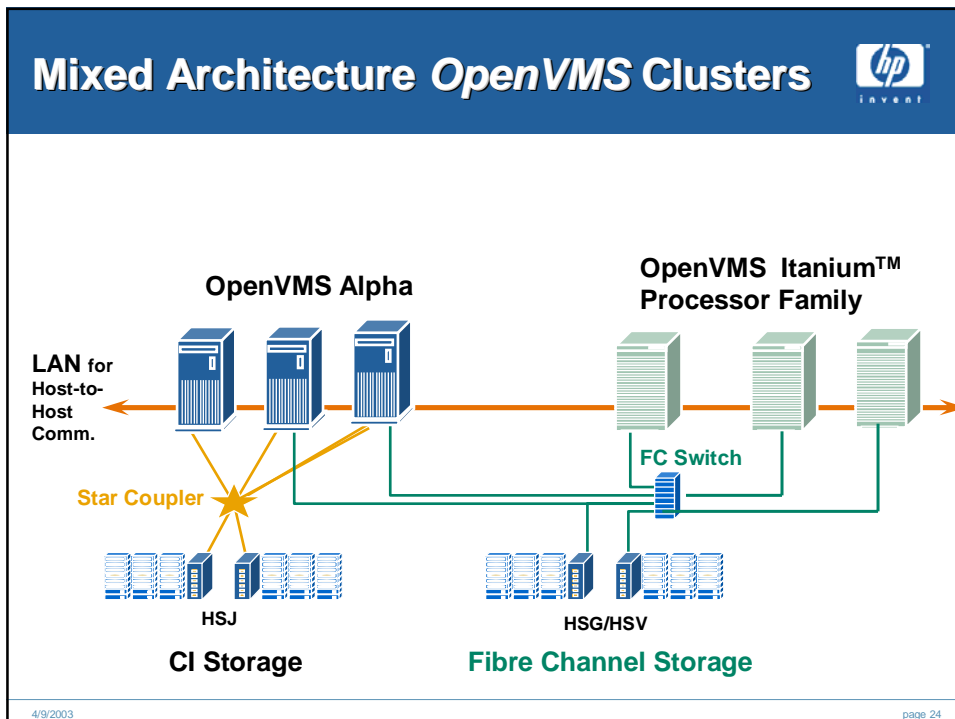 Mixed Architecture OpenVMS Clusters
hp
invent
OpenVMS Alpha
OpenVMS Itanium™
Processor Family
LAN for
Host-to-
Host
Comm.
FC Switch
Star Coupler
HSJ
HSG/HSV
CI Storage
Fibre Channel Storage
4/9/2003
page 24